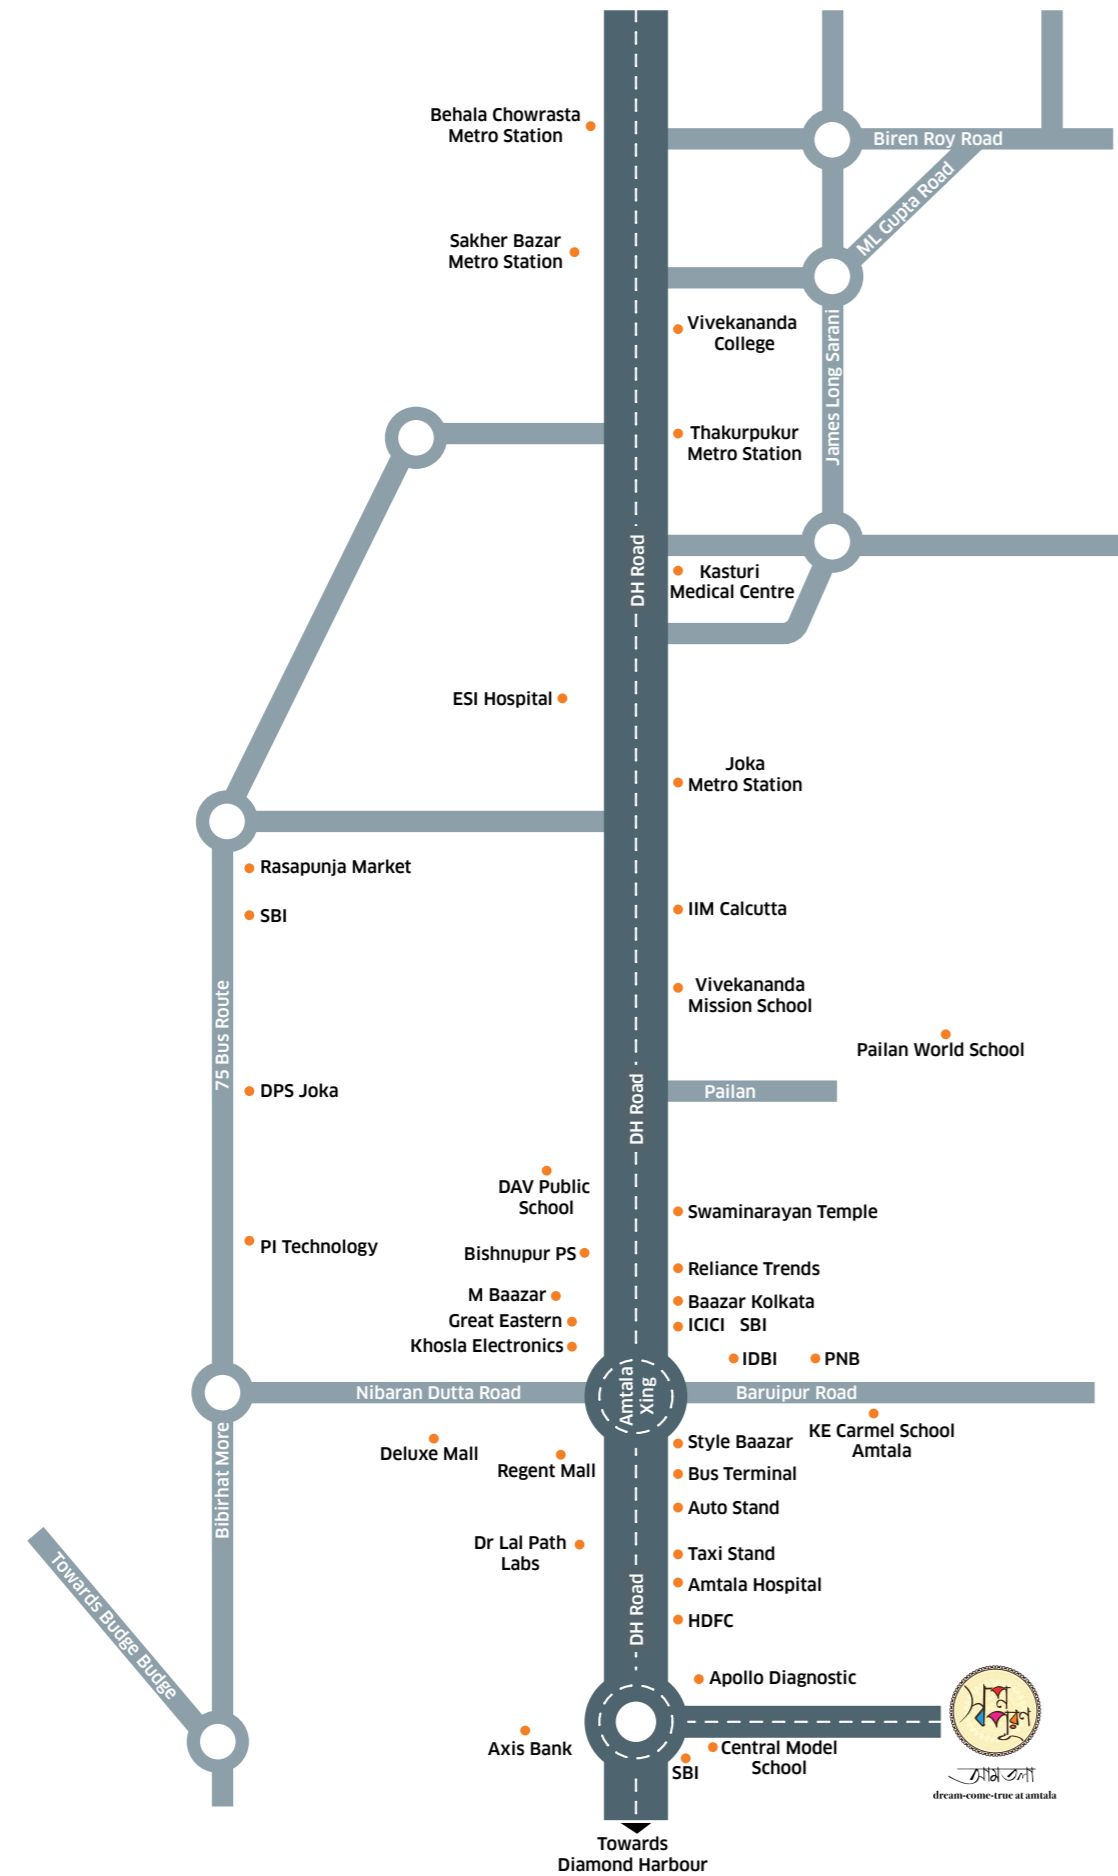 Behala Chowrasta
Metro Station
Biren Roy Road
ML Gupta Road
Sakher Bazar
Metro Station
Vivekananda
College
James Long Sarani
Thakurpukur
Metro Station
DH Road
Kasturi
Medical Centre
ESI Hospital
Joka
Metro Station
Rasapunja Market
SBI
IIM Calcutta
75 Bus Route
Vivekananda
Mission School
Pailan World School
DPS Joka
DH Road
Pailan
DAV Public
School
Swaminarayan Temple
PI Technology
Bishnupur PS
Reliance Trends
M Baazar
Baazar Kolkata
Great Eastern
ICICI SBI
Khosla Electronics
IDBI
PNB
Nibaran Dutta Road
Amtala
Xing
Baruipur Road
KE Carmel School
Amtala
Deluxe Mall
Regent Mall
Style Baazar
Bus Terminal
Bibirhat More
Auto Stand
Dr Lal Path
Labs
Taxi Stand
Amtala Hospital
DH Road
HDFC
Towards Budge Budge
Apollo Diagnostic
Axis Bank
Central Model
School
SBI
আমতলা
dream-come-true at amtala
Towards
Diamond Harbour